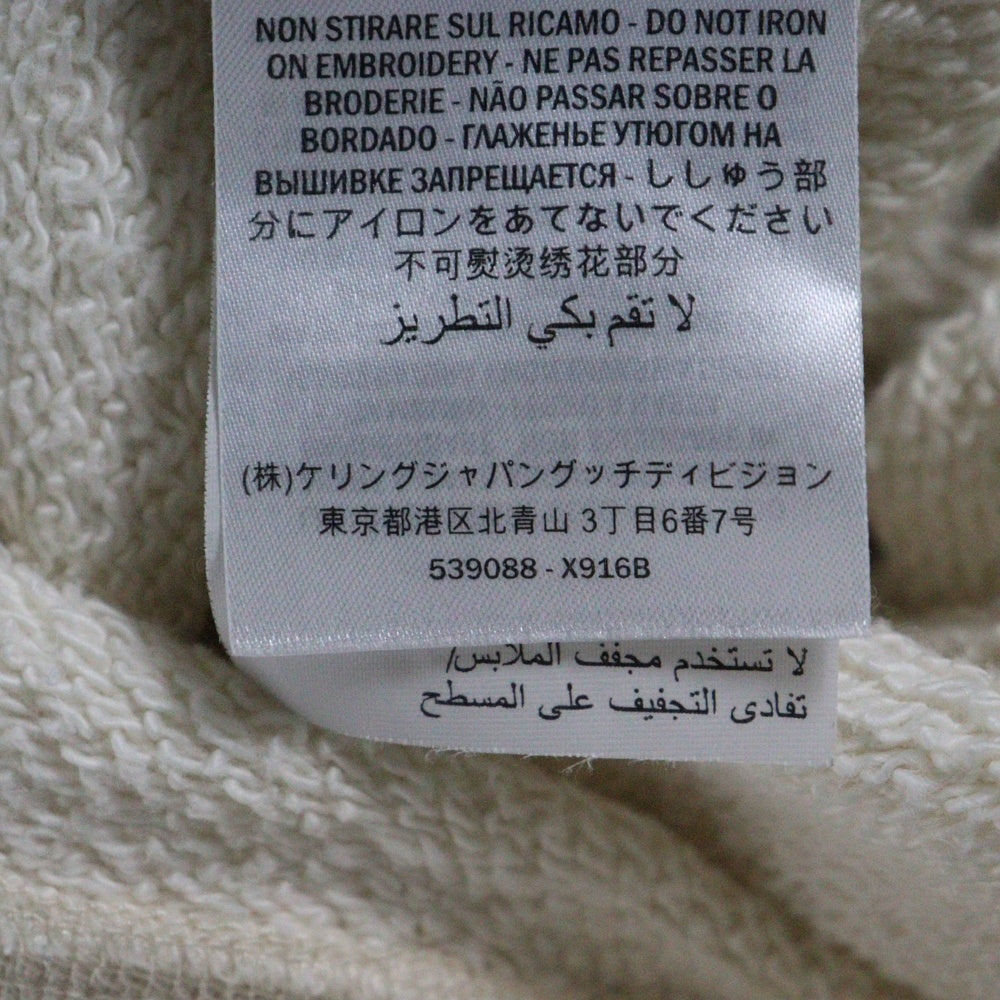 NON STIRARE SUL RICAMO - DO NOT IRON
ON EMBROIDERY - NE PAS REPASSER LA
BRODERIE - NÃO PASSAR SOBRE O
BORDADO - ГЛАЖЕНЬЕ УТЮГОМ НА
ВЫШИВКЕ ЗАПРЕЩАЕТСЯ - ししゅう部
分にアイロンをあてないでください
不可熨烫绣花部分
لا تقم بكي التطريز
(株)ケリングジャパングッチディビジョン
東京都港区北青山 3丁目6番7号
539088 - X916B
لا تستخدم مجفف الملابس/
تفادى التجفيف على المسطح